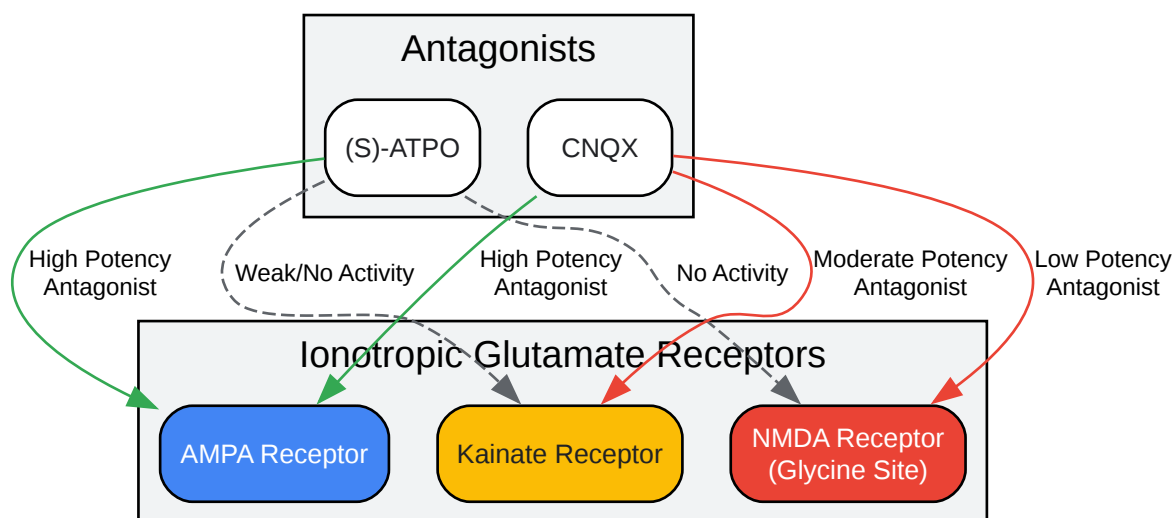 Antagonists
(S)-ATPO
CNQX
High Potency
Antagonist
Weak/No Activity
High Potency
Antagonist
No Activity
Moderate Potency
Antagonist
Low Potency
Antagonist
Ionotropic Glutamate Receptors
AMPA Receptor
Kainate Receptor
NMDA Receptor
(Glycine Site)